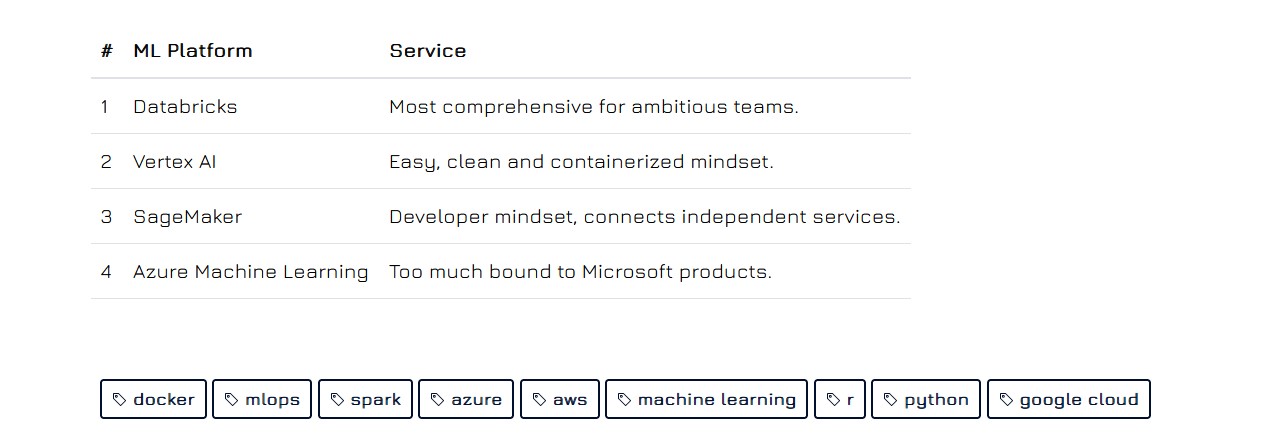 # ML Platform Service
1 Databricks Most comprehensive for ambitious teams.
2 Vertex AI Easy, clean and containerized mindset.
3 SageMaker Developer mindset, connects independent services.
4 Azure Machine Learning Too much bound to Microsoft products.
docker mlops spark azure aws machine learning r python google cloud